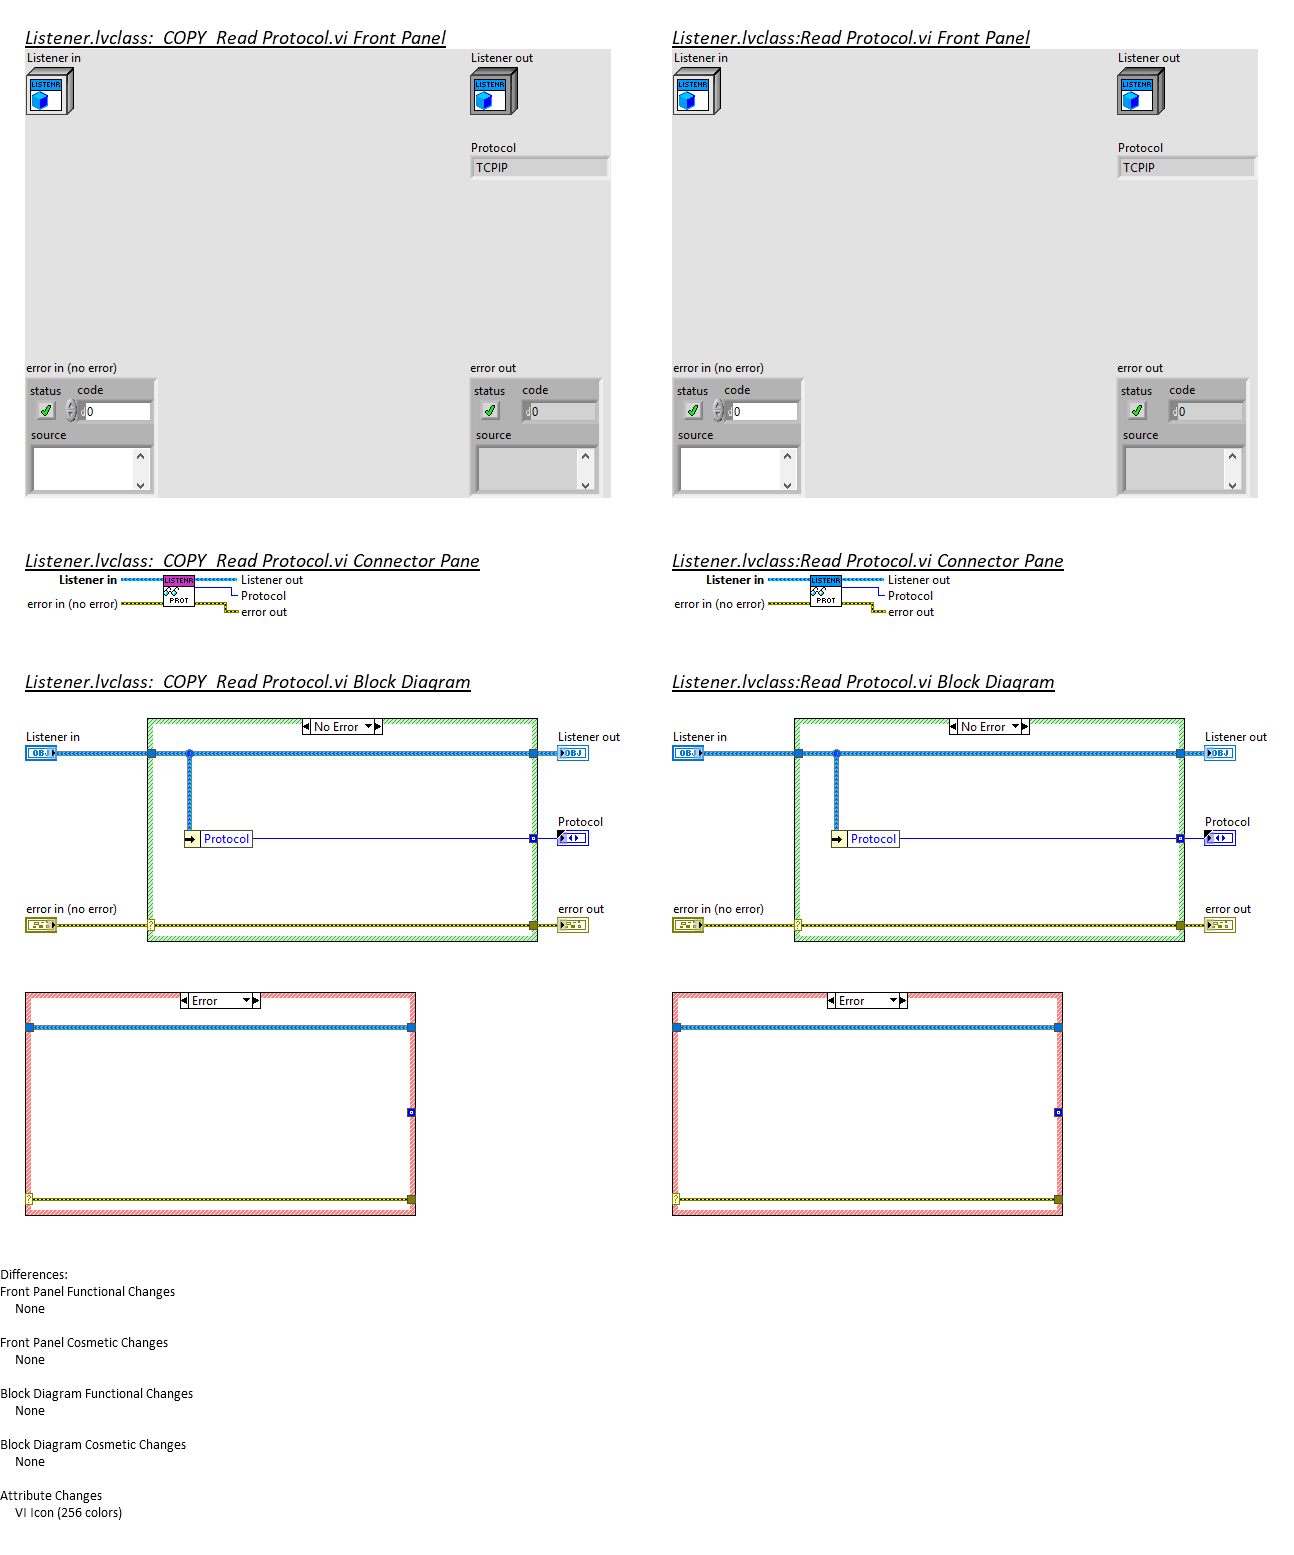 Listener.lvclass:  COPY  Read Protocol.vi Front Panel
Listener in
LISTENR
Listener out
LISTENR
Protocol
TCPIP
error in (no error)
status
code
d
0
source
error out
status
code
d
0
source
Listener.lvclass:Read Protocol.vi Front Panel
Listener in
LISTENR
Listener out
LISTENR
Protocol
TCPIP
error in (no error)
status
code
d
0
source
error out
status
code
d
0
source
Listener.lvclass:  COPY  Read Protocol.vi Connector Pane
Listener in
LISTENR
PROT
Listener out
Protocol
error in (no error)
error out
Listener.lvclass:Read Protocol.vi Connector Pane
Listener in
LISTENR
PROT
Listener out
Protocol
error in (no error)
error out
Listener.lvclass:  COPY  Read Protocol.vi Block Diagram
No Error
Listener in
OBJ
Listener out
OBJ
Protocol
Protocol
error in (no error)
?
error out
Error
?
Listener.lvclass:Read Protocol.vi Block Diagram
No Error
Listener in
OBJ
Listener out
OBJ
Protocol
Protocol
error in (no error)
?
error out
Error
?
Differences:
Front Panel Functional Changes
None
Front Panel Cosmetic Changes
None
Block Diagram Functional Changes
None
Block Diagram Cosmetic Changes
None
Attribute Changes
VI Icon (256 colors)